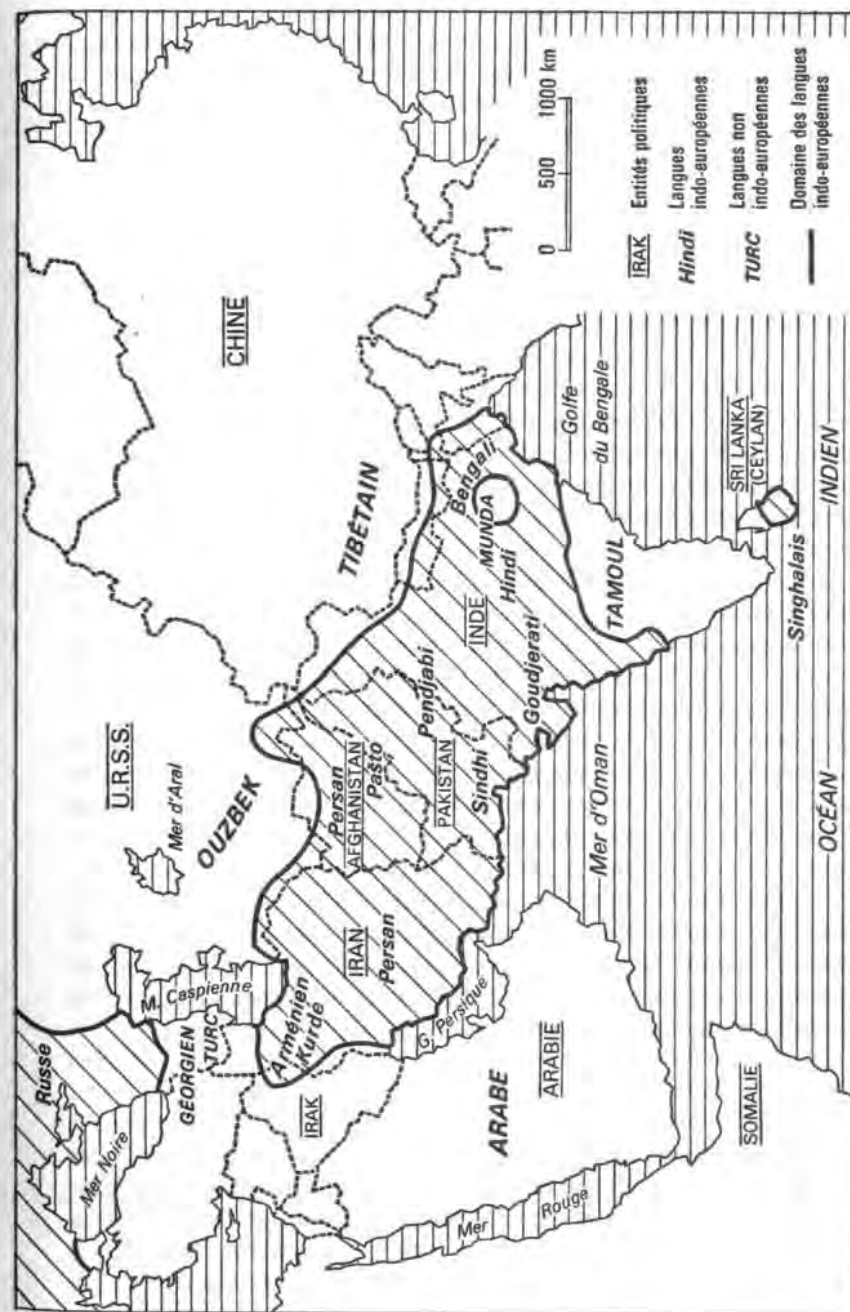 Russe
Mer Noire
GÉORGIEN
TURC
M. Caspienne
Mer d'Aral
U.R.S.S.
OUZBEK
CHINE
TIBÉTAIN
Arménien
Kurde
IRAK
IRAN
Persan
Persan
AFGHANISTAN
Pašto
PAKISTAN
Pendjabi
Sindhi
INDE
Hindi
MUNDA
Bengali
Goudjerati
TAMOUL
G. Persique
ARABE
ARABIE
Mer
Rouge
SOMALIE
Mer d'Oman
Golfe
du Bengale
SRI LANKA
(CEYLAN)
Singhalais
OCÉAN
INDIEN
0 500 1000 km
IRAK Entités politiques
Hindi Langues
indo-européennes
TURC Langues non
indo-européennes
Domaine des langues
indo-européennes